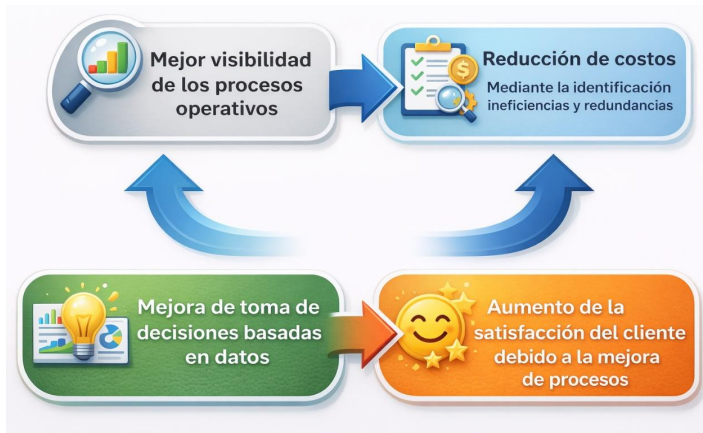 Mejor visibilidad
de los procesos
operativos
Reducción de costos
Mediante la identificación
ineficiencias y redundancias
Mejora de toma de
decisiones basadas
en datos
Aumento de la
satisfacción del cliente
debido a la mejora
de procesos